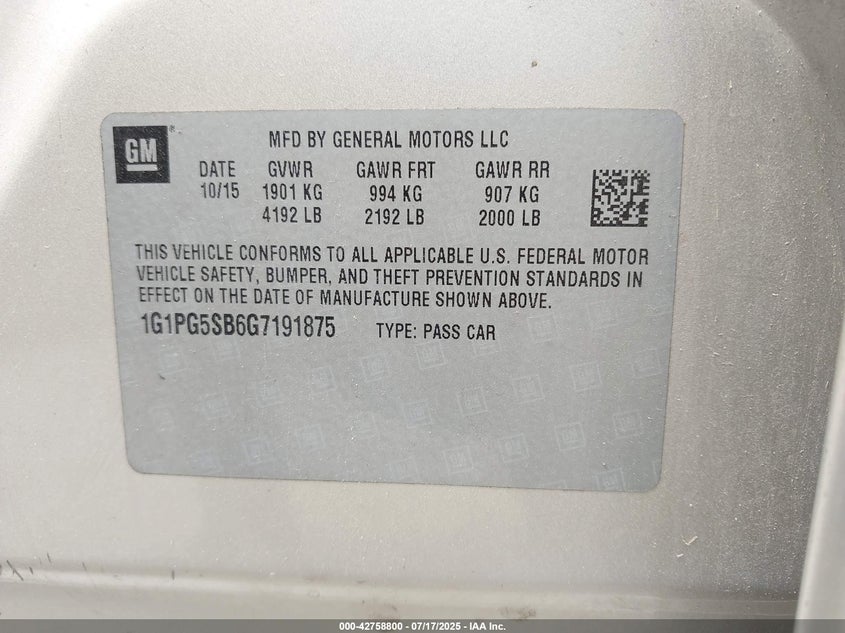 GM
MFD BY GENERAL MOTORS LLC
DATE GVWR GAWR FRT GAWR RR
10/15 1901 KG 994 KG 907 KG
4192 LB 2192 LB 2000 LB
THIS VEHICLE CONFORMS TO ALL APPLICABLE U.S. FEDERAL MOTOR
VEHICLE SAFETY, BUMPER, AND THEFT PREVENTION STANDARDS IN
EFFECT ON THE DATE OF MANUFACTURE SHOWN ABOVE.
1G1PG5SB6G7191875 TYPE: PASS CAR
000-42758800 - 07/17/2025 - IAA Inc.